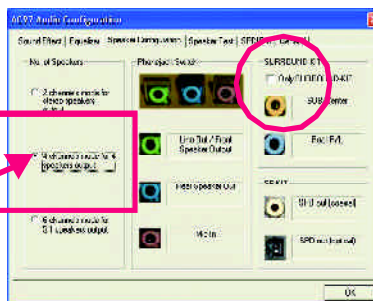 AC97 Audio Configuration
Sound Effect | Equalizer | Speaker Configuration | Speaker Test | General
No. of Speakers
2 channels mode for
stereo speakers
output
4 channels mode for 4
speakers output
6 channels mode for
5.1 speakers output
Phonejack Switch
Line Out / Front
Speaker Output
Rear Speaker Out
Mic In
SURROUND-KIT
Only SURROUND-KIT
SUB/Center
Rear R/L
SPD out (coaxial)
SPD out (optical)
OK